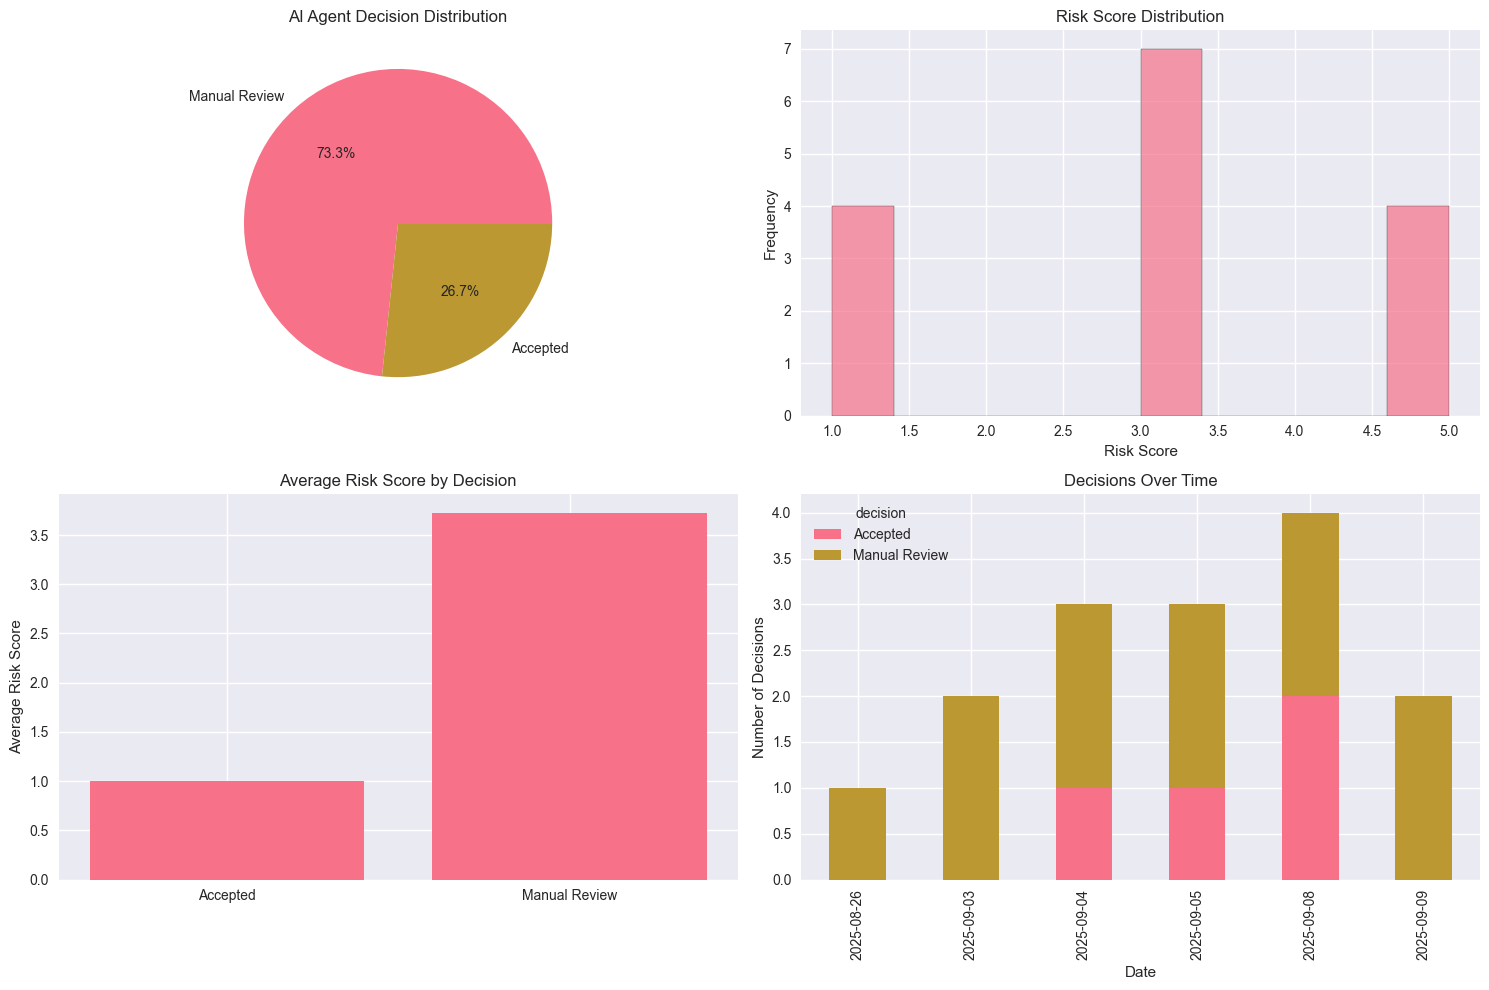 AI Agent Decision Distribution
Manual Review
73.3%
26.7%
Accepted
Risk Score Distribution
7
6
5
4
3
2
1
0
Frequency
1.0 1.5 2.0 2.5 3.0 3.5 4.0 4.5 5.0
Risk Score
Average Risk Score by Decision
3.5
3.0
2.5
2.0
1.5
1.0
0.5
0.0
Average Risk Score
Accepted Manual Review
Decisions Over Time
decision
Accepted
Manual Review
4.0
3.5
3.0
2.5
2.0
1.5
1.0
0.5
0.0
Number of Decisions
2025-08-26
2025-09-03
2025-09-04
2025-09-05
2025-09-08
2025-09-09
Date